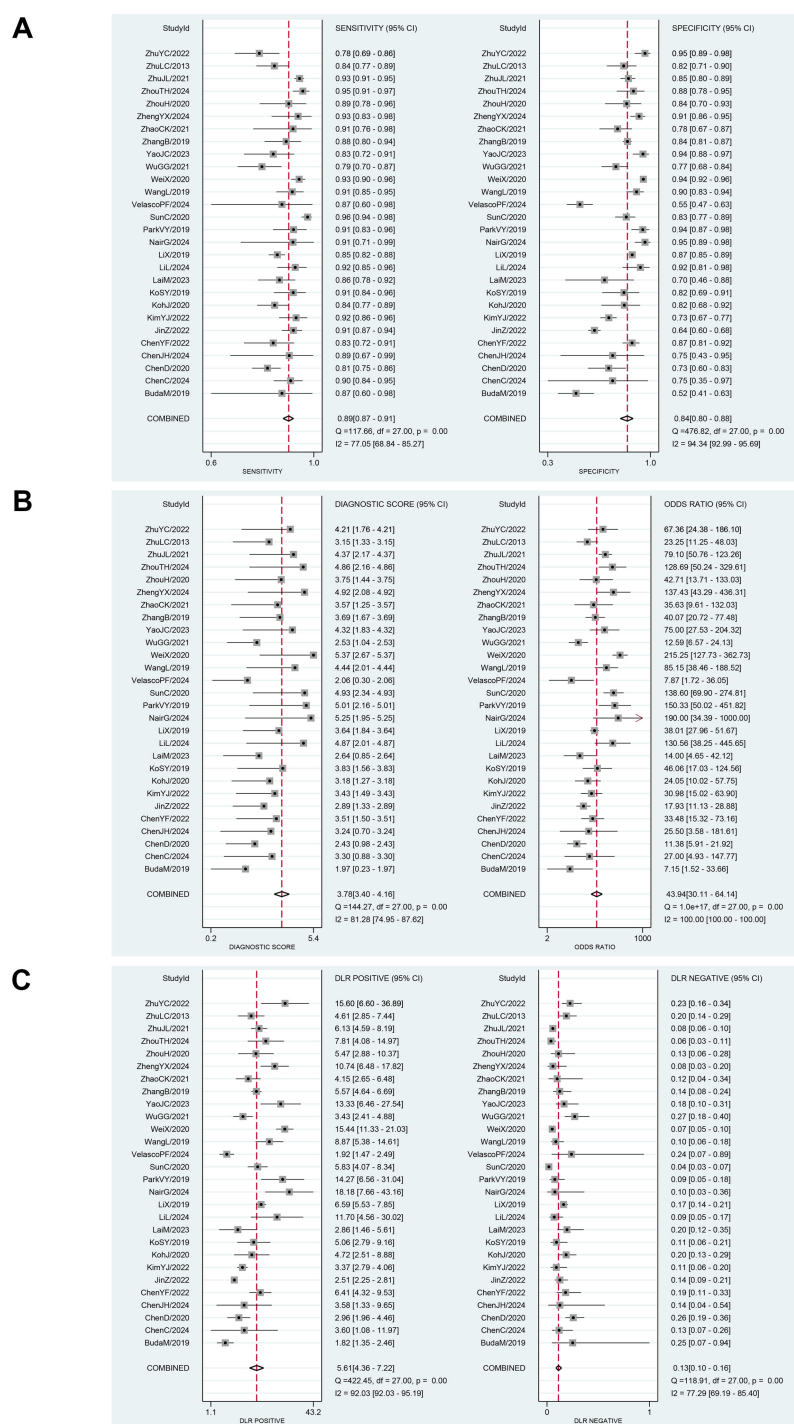 A
StudyId SENSITIVITY (95% CI)
ZhuYC/2022 0.78 [0.69 - 0.86]
ZhuLC/2013 0.84 [0.77 - 0.89]
ZhuJL/2021 0.93 [0.91 - 0.95]
ZhouTH/2024 0.95 [0.91 - 0.97]
ZhouH/2020 0.89 [0.78 - 0.96]
ZhengYX/2024 0.93 [0.83 - 0.98]
ZhaoCK/2021 0.91 [0.76 - 0.98]
ZhangB/2019 0.88 [0.80 - 0.94]
YaoJC/2023 0.83 [0.72 - 0.91]
WuGG/2021 0.79 [0.70 - 0.87]
WeiX/2020 0.93 [0.90 - 0.96]
WangL/2019 0.91 [0.85 - 0.95]
VelascoPF/2024 0.87 [0.60 - 0.98]
SunC/2020 0.96 [0.94 - 0.98]
ParkVY/2019 0.91 [0.83 - 0.96]
NairG/2024 0.91 [0.71 - 0.99]
LiX/2019 0.85 [0.82 - 0.88]
LiL/2024 0.92 [0.85 - 0.96]
LaiM/2023 0.86 [0.78 - 0.92]
KoSY/2019 0.91 [0.84 - 0.96]
KohJ/2020 0.84 [0.77 - 0.89]
KimYJ/2022 0.92 [0.86 - 0.96]
JinZ/2022 0.91 [0.87 - 0.94]
ChenYF/2022 0.83 [0.72 - 0.91]
ChenJH/2024 0.89 [0.67 - 0.99]
ChenD/2020 0.81 [0.75 - 0.86]
ChenC/2024 0.90 [0.84 - 0.95]
BudaM/2019 0.87 [0.60 - 0.98]
COMBINED 0.89[0.87 - 0.91]
Q =117.66, df = 27.00, p = 0.00
I2 = 77.05 [68.84 - 85.27]
0.6 1.0
SENSITIVITY
StudyId SPECIFICITY (95% CI)
ZhuYC/2022 0.95 [0.89 - 0.98]
ZhuLC/2013 0.82 [0.71 - 0.90]
ZhuJL/2021 0.85 [0.80 - 0.89]
ZhouTH/2024 0.88 [0.78 - 0.95]
ZhouH/2020 0.84 [0.70 - 0.93]
ZhengYX/2024 0.91 [0.86 - 0.95]
ZhaoCK/2021 0.78 [0.67 - 0.87]
ZhangB/2019 0.84 [0.81 - 0.87]
YaoJC/2023 0.94 [0.88 - 0.97]
WuGG/2021 0.77 [0.68 - 0.84]
WeiX/2020 0.94 [0.92 - 0.96]
WangL/2019 0.90 [0.83 - 0.94]
VelascoPF/2024 0.55 [0.47 - 0.63]
SunC/2020 0.83 [0.77 - 0.89]
ParkVY/2019 0.94 [0.87 - 0.98]
NairG/2024 0.95 [0.89 - 0.98]
LiX/2019 0.87 [0.85 - 0.89]
LiL/2024 0.92 [0.81 - 0.98]
LaiM/2023 0.70 [0.46 - 0.88]
KoSY/2019 0.82 [0.69 - 0.91]
KohJ/2020 0.82 [0.68 - 0.92]
KimYJ/2022 0.73 [0.67 - 0.77]
JinZ/2022 0.64 [0.60 - 0.68]
ChenYF/2022 0.87 [0.81 - 0.92]
ChenJH/2024 0.75 [0.43 - 0.95]
ChenD/2020 0.73 [0.60 - 0.83]
ChenC/2024 0.75 [0.35 - 0.97]
BudaM/2019 0.52 [0.41 - 0.63]
COMBINED 0.84[0.80 - 0.88]
Q =476.82, df = 27.00, p = 0.00
I2 = 94.34 [92.99 - 95.69]
0.3 1.0
SPECIFICITY
B
StudyId DIAGNOSTIC SCORE (95% CI)
ZhuYC/2022 4.21 [1.76 - 4.21]
ZhuLC/2013 3.15 [1.33 - 3.15]
ZhuJL/2021 4.37 [2.17 - 4.37]
ZhouTH/2024 4.86 [2.16 - 4.86]
ZhouH/2020 3.75 [1.44 - 3.75]
ZhengYX/2024 4.92 [2.08 - 4.92]
ZhaoCK/2021 3.57 [1.25 - 3.57]
ZhangB/2019 3.69 [1.67 - 3.69]
YaoJC/2023 4.32 [1.83 - 4.32]
WuGG/2021 2.53 [1.04 - 2.53]
WeiX/2020 5.37 [2.67 - 5.37]
WangL/2019 4.44 [2.01 - 4.44]
VelascoPF/2024 2.06 [0.30 - 2.06]
SunC/2020 4.93 [2.34 - 4.93]
ParkVY/2019 5.01 [2.16 - 5.01]
NairG/2024 5.25 [1.95 - 5.25]
LiX/2019 3.64 [1.84 - 3.64]
LiL/2024 4.87 [2.01 - 4.87]
LaiM/2023 2.64 [0.85 - 2.64]
KoSY/2019 3.83 [1.56 - 3.83]
KohJ/2020 3.18 [1.27 - 3.18]
KimYJ/2022 3.43 [1.49 - 3.43]
JinZ/2022 2.89 [1.33 - 2.89]
ChenYF/2022 3.51 [1.50 - 3.51]
ChenJH/2024 3.24 [0.70 - 3.24]
ChenD/2020 2.43 [0.98 - 2.43]
ChenC/2024 3.30 [0.88 - 3.30]
BudaM/2019 1.97 [0.23 - 1.97]
COMBINED 3.78[3.40 - 4.16]
Q =144.27, df = 27.00, p = 0.00
I2 = 81.28 [74.95 - 87.62]
0.2 5.4
DIAGNOSTIC SCORE
StudyId ODDS RATIO (95% CI)
ZhuYC/2022 67.36 [24.38 - 186.10]
ZhuLC/2013 23.25 [11.25 - 48.03]
ZhuJL/2021 79.10 [50.76 - 123.26]
ZhouTH/2024 128.69 [50.24 - 329.61]
ZhouH/2020 42.71 [13.71 - 133.03]
ZhengYX/2024 137.43 [43.29 - 436.31]
ZhaoCK/2021 35.63 [9.61 - 132.03]
ZhangB/2019 40.07 [20.72 - 77.48]
YaoJC/2023 75.00 [27.53 - 204.32]
WuGG/2021 12.59 [6.57 - 24.13]
WeiX/2020 215.25 [127.73 - 362.73]
WangL/2019 85.15 [38.46 - 188.52]
VelascoPF/2024 7.87 [1.72 - 36.05]
SunC/2020 138.60 [69.90 - 274.81]
ParkVY/2019 150.33 [50.02 - 451.82]
NairG/2024 190.00 [34.39 - 1000.00]
LiX/2019 38.01 [27.96 - 51.67]
LiL/2024 130.56 [38.25 - 445.65]
LaiM/2023 14.00 [4.65 - 42.12]
KoSY/2019 46.06 [17.03 - 124.56]
KohJ/2020 24.05 [10.02 - 57.75]
KimYJ/2022 30.98 [15.02 - 63.90]
JinZ/2022 17.93 [11.13 - 28.88]
ChenYF/2022 33.48 [15.32 - 73.16]
ChenJH/2024 25.50 [3.58 - 181.61]
ChenD/2020 11.38 [5.91 - 21.92]
ChenC/2024 27.00 [4.93 - 147.77]
BudaM/2019 7.15 [1.52 - 33.66]
COMBINED 43.94[30.11 - 64.14]
Q = 1.0e+17, df = 27.00, p = 0.00
I2 = 100.00 [100.00 - 100.00]
2 1000
ODDS RATIO
C
StudyId DLR POSITIVE (95% CI)
ZhuYC/2022 15.60 [6.60 - 36.89]
ZhuLC/2013 4.61 [2.85 - 7.44]
ZhuJL/2021 6.13 [4.59 - 8.19]
ZhouTH/2024 7.81 [4.08 - 14.97]
ZhouH/2020 5.47 [2.88 - 10.37]
ZhengYX/2024 10.74 [6.48 - 17.82]
ZhaoCK/2021 4.15 [2.65 - 6.48]
ZhangB/2019 5.57 [4.64 - 6.69]
YaoJC/2023 13.33 [6.46 - 27.54]
WuGG/2021 3.43 [2.41 - 4.88]
WeiX/2020 15.44 [11.33 - 21.03]
WangL/2019 8.87 [5.38 - 14.61]
VelascoPF/2024 1.92 [1.47 - 2.49]
SunC/2020 5.83 [4.07 - 8.34]
ParkVY/2019 14.27 [6.56 - 31.04]
NairG/2024 18.18 [7.66 - 43.16]
LiX/2019 6.59 [5.53 - 7.85]
LiL/2024 11.70 [4.56 - 30.02]
LaiM/2023 2.86 [1.46 - 5.61]
KoSY/2019 5.06 [2.79 - 9.16]
KohJ/2020 4.72 [2.51 - 8.88]
KimYJ/2022 3.37 [2.79 - 4.06]
JinZ/2022 2.51 [2.25 - 2.81]
ChenYF/2022 6.41 [4.32 - 9.53]
ChenJH/2024 3.58 [1.33 - 9.65]
ChenD/2020 2.96 [1.96 - 4.46]
ChenC/2024 3.60 [1.08 - 11.97]
BudaM/2019 1.82 [1.35 - 2.46]
COMBINED 5.61[4.36 - 7.22]
Q =422.45, df = 27.00, p = 0.00
I2 = 92.03 [92.03 - 95.19]
1.1 43.2
DLR POSITIVE
StudyId DLR NEGATIVE (95% CI)
ZhuYC/2022 0.23 [0.16 - 0.34]
ZhuLC/2013 0.20 [0.14 - 0.29]
ZhuJL/2021 0.08 [0.06 - 0.10]
ZhouTH/2024 0.06 [0.03 - 0.11]
ZhouH/2020 0.13 [0.06 - 0.28]
ZhengYX/2024 0.08 [0.03 - 0.20]
ZhaoCK/2021 0.12 [0.04 - 0.34]
ZhangB/2019 0.14 [0.08 - 0.24]
YaoJC/2023 0.18 [0.10 - 0.31]
WuGG/2021 0.27 [0.18 - 0.40]
WeiX/2020 0.07 [0.05 - 0.10]
WangL/2019 0.10 [0.06 - 0.18]
VelascoPF/2024 0.24 [0.07 - 0.89]
SunC/2020 0.04 [0.03 - 0.07]
ParkVY/2019 0.09 [0.05 - 0.18]
NairG/2024 0.10 [0.03 - 0.36]
LiX/2019 0.17 [0.14 - 0.21]
LiL/2024 0.09 [0.05 - 0.17]
LaiM/2023 0.20 [0.12 - 0.35]
KoSY/2019 0.11 [0.06 - 0.21]
KohJ/2020 0.20 [0.13 - 0.29]
KimYJ/2022 0.11 [0.06 - 0.20]
JinZ/2022 0.14 [0.09 - 0.21]
ChenYF/2022 0.19 [0.11 - 0.33]
ChenJH/2024 0.14 [0.04 - 0.54]
ChenD/2020 0.26 [0.19 - 0.36]
ChenC/2024 0.13 [0.07 - 0.26]
BudaM/2019 0.25 [0.07 - 0.94]
COMBINED 0.13[0.10 - 0.16]
Q =118.91, df = 27.00, p = 0.00
I2 = 77.29 [69.19 - 85.40]
0 1
DLR NEGATIVE